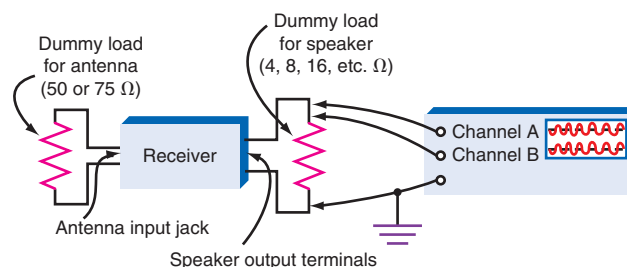 Dummy load
for antenna
(50 or 75 Ω)
Dummy load
for speaker
(4, 8, 16, etc. Ω)
Receiver
Channel A
Channel B
Antenna input jack
Speaker output terminals